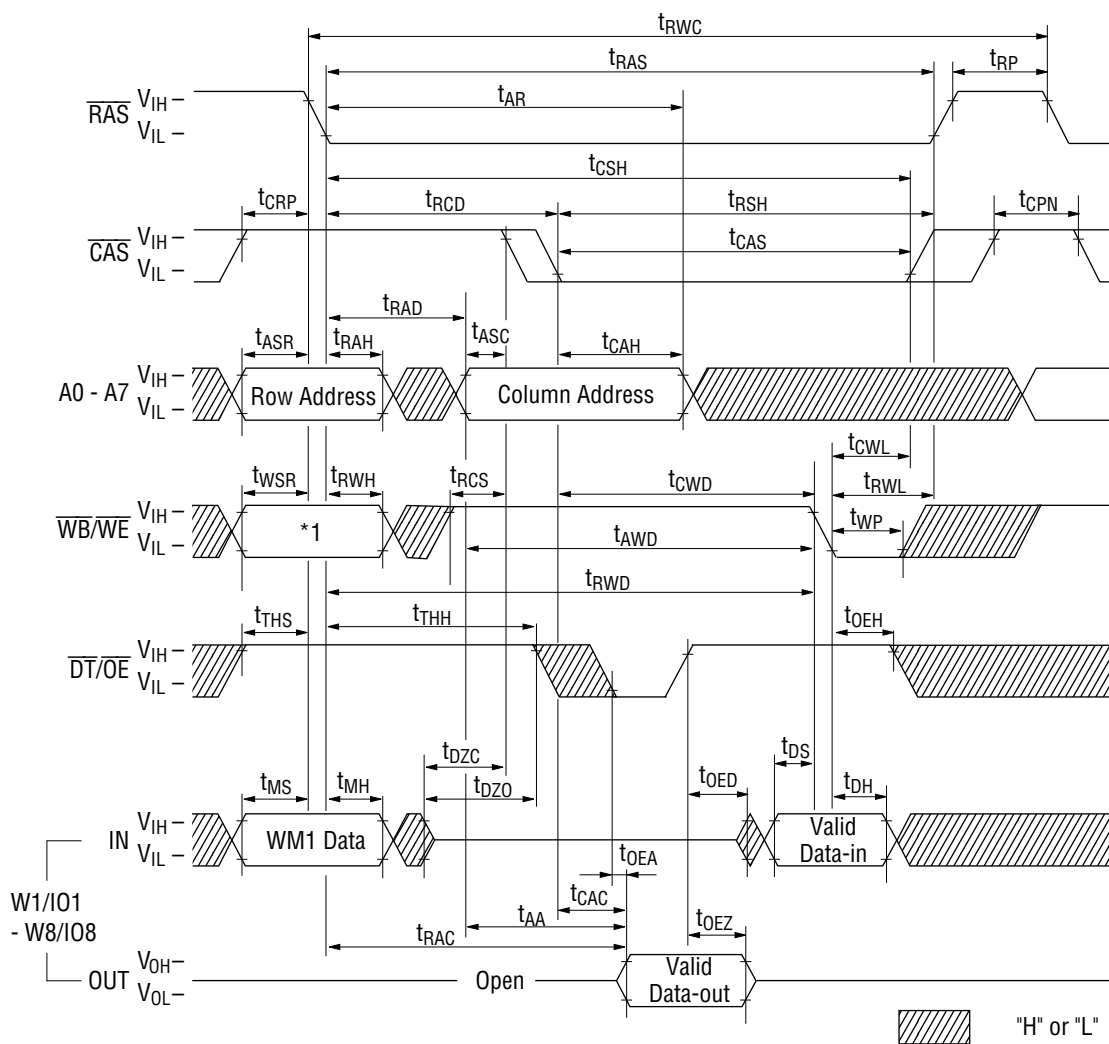 tRWC
tRAS
tRP
tAR
RAS
VIH
VIL
tCSH
tCRP
tRCD
tRSH
tCPN
CAS
VIH
VIL
tCAS
tRAD
tASR
tRAH
tASC
tCAH
A0 - A7
VIH
VIL
Row Address
Column Address
tCWL
tWSR
tRWH
tRCS
tCWD
tRWL
WB/WE
VIH
VIL
*1
tWP
tAWD
tRWD
tTHS
tTHH
tOEH
DT/OE
VIH
VIL
tDZC
tDS
tMS
tMH
tDZO
tOED
tDH
IN
VIH
VIL
WM1 Data
Valid
Data-in
tOEA
tCAC
W1/IO1
- W8/IO8
tAA
tOEZ
tRAC
OUT
VOH
VOL
Open
Valid
Data-out
"H" or "L"